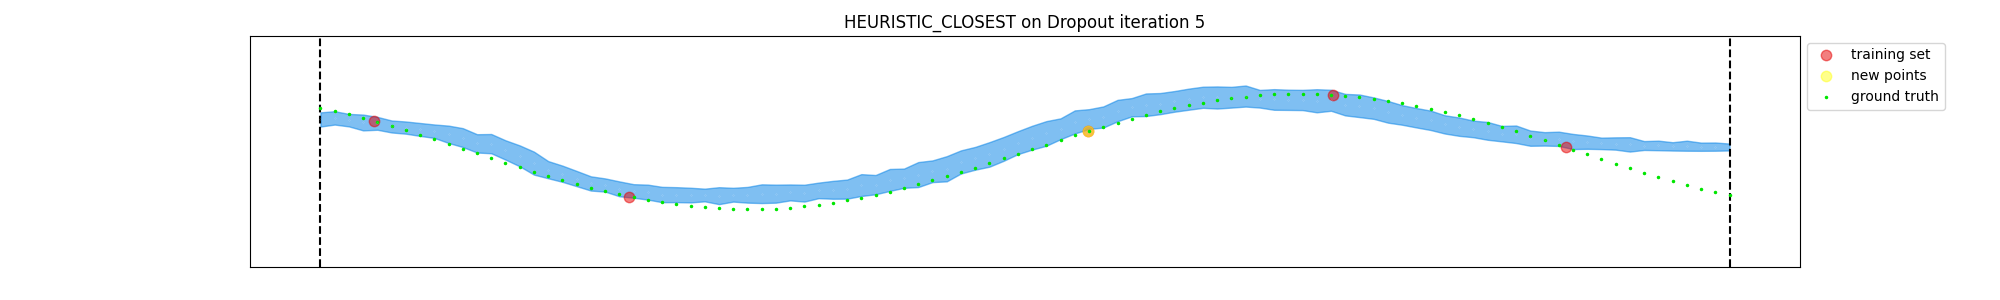 HEURISTIC_CLOSEST on Dropout iteration 5
training set
new points
ground truth